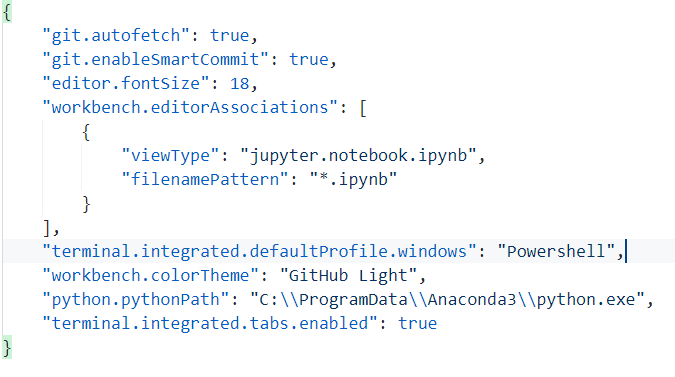 {
    "git.autofetch": true,
    "git.enableSmartCommit": true,
    "editor.fontSize": 18,
    "workbench.editorAssociations": [
        {
            "viewType": "jupyter.notebook.ipynb",
            "filenamePattern": "*.ipynb"
        }
    ],
    "terminal.integrated.defaultProfile.windows": "Powershell",
    "workbench.colorTheme": "GitHub Light",
    "python.pythonPath": "C:\\ProgramData\\Anaconda3\\python.exe",
    "terminal.integrated.tabs.enabled": true
}